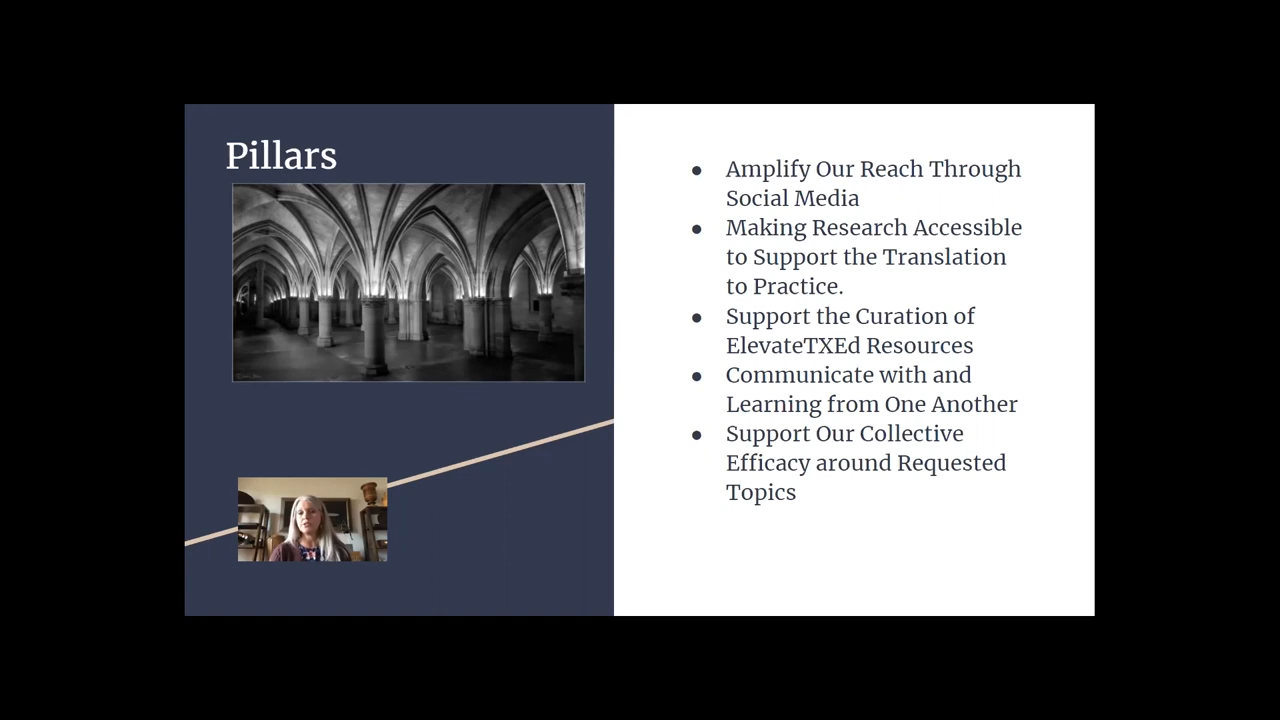 Pillars
● Amplify Our Reach Through
Social Media
● Making Research Accessible
to Support the Translation
to Practice.
● Support the Curation of
ElevateTXEd Resources
● Communicate with and
Learning from One Another
● Support Our Collective
Efficacy around Requested
Topics